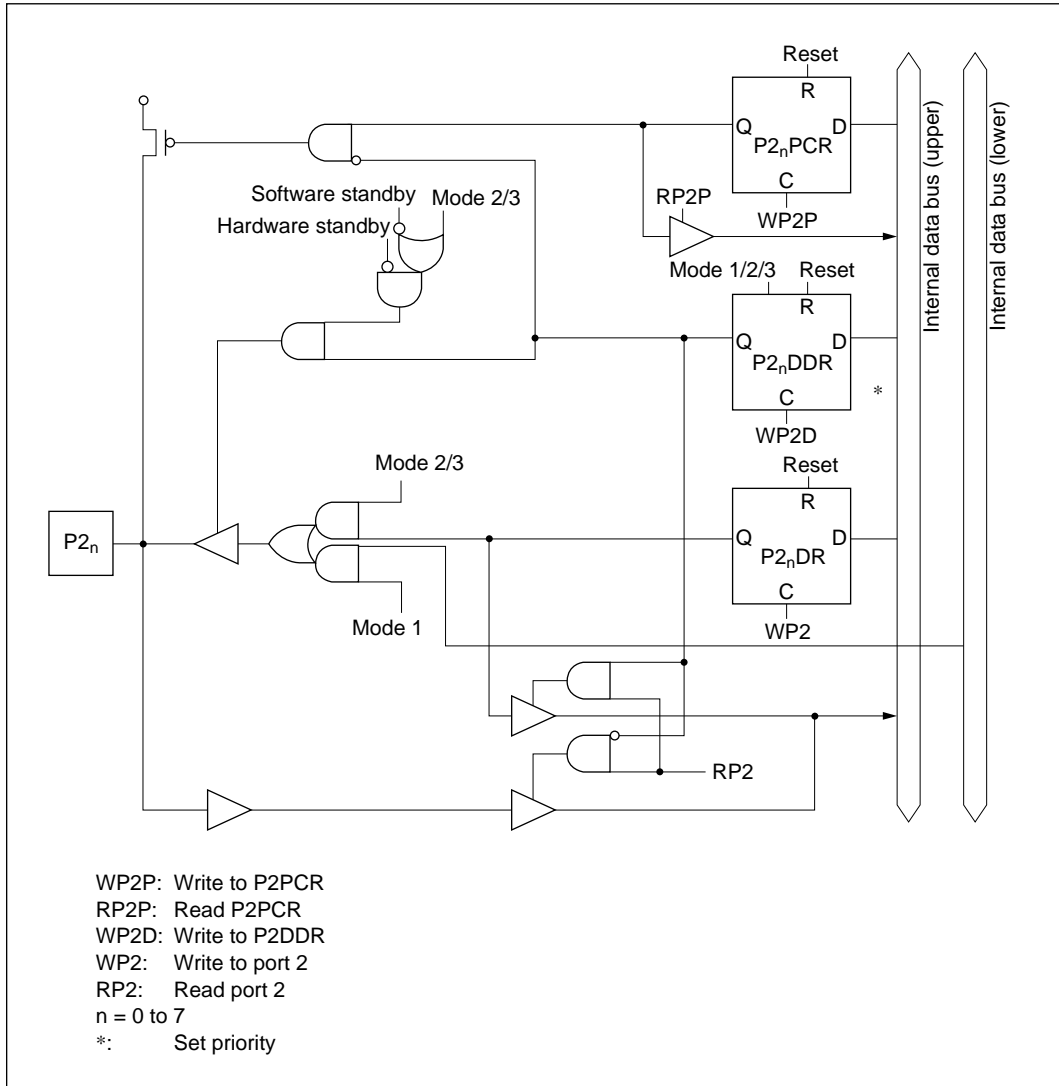 Reset
R
Q
D
P2nPCR
C
WP2P
Software standby
Mode 2/3
Hardware standby
RP2P
Internal data bus (upper)
Internal data bus (lower)
Mode 1/2/3
Reset
R
Q
D
P2nDDR
C
*
WP2D
Mode 2/3
Reset
R
P2n
Q
D
P2nDR
C
Mode 1
WP2
RP2
WP2P: Write to P2PCR
RP2P: Read P2PCR
WP2D: Write to P2DDR
WP2: Write to port 2
RP2: Read port 2
n = 0 to 7
*: Set priority